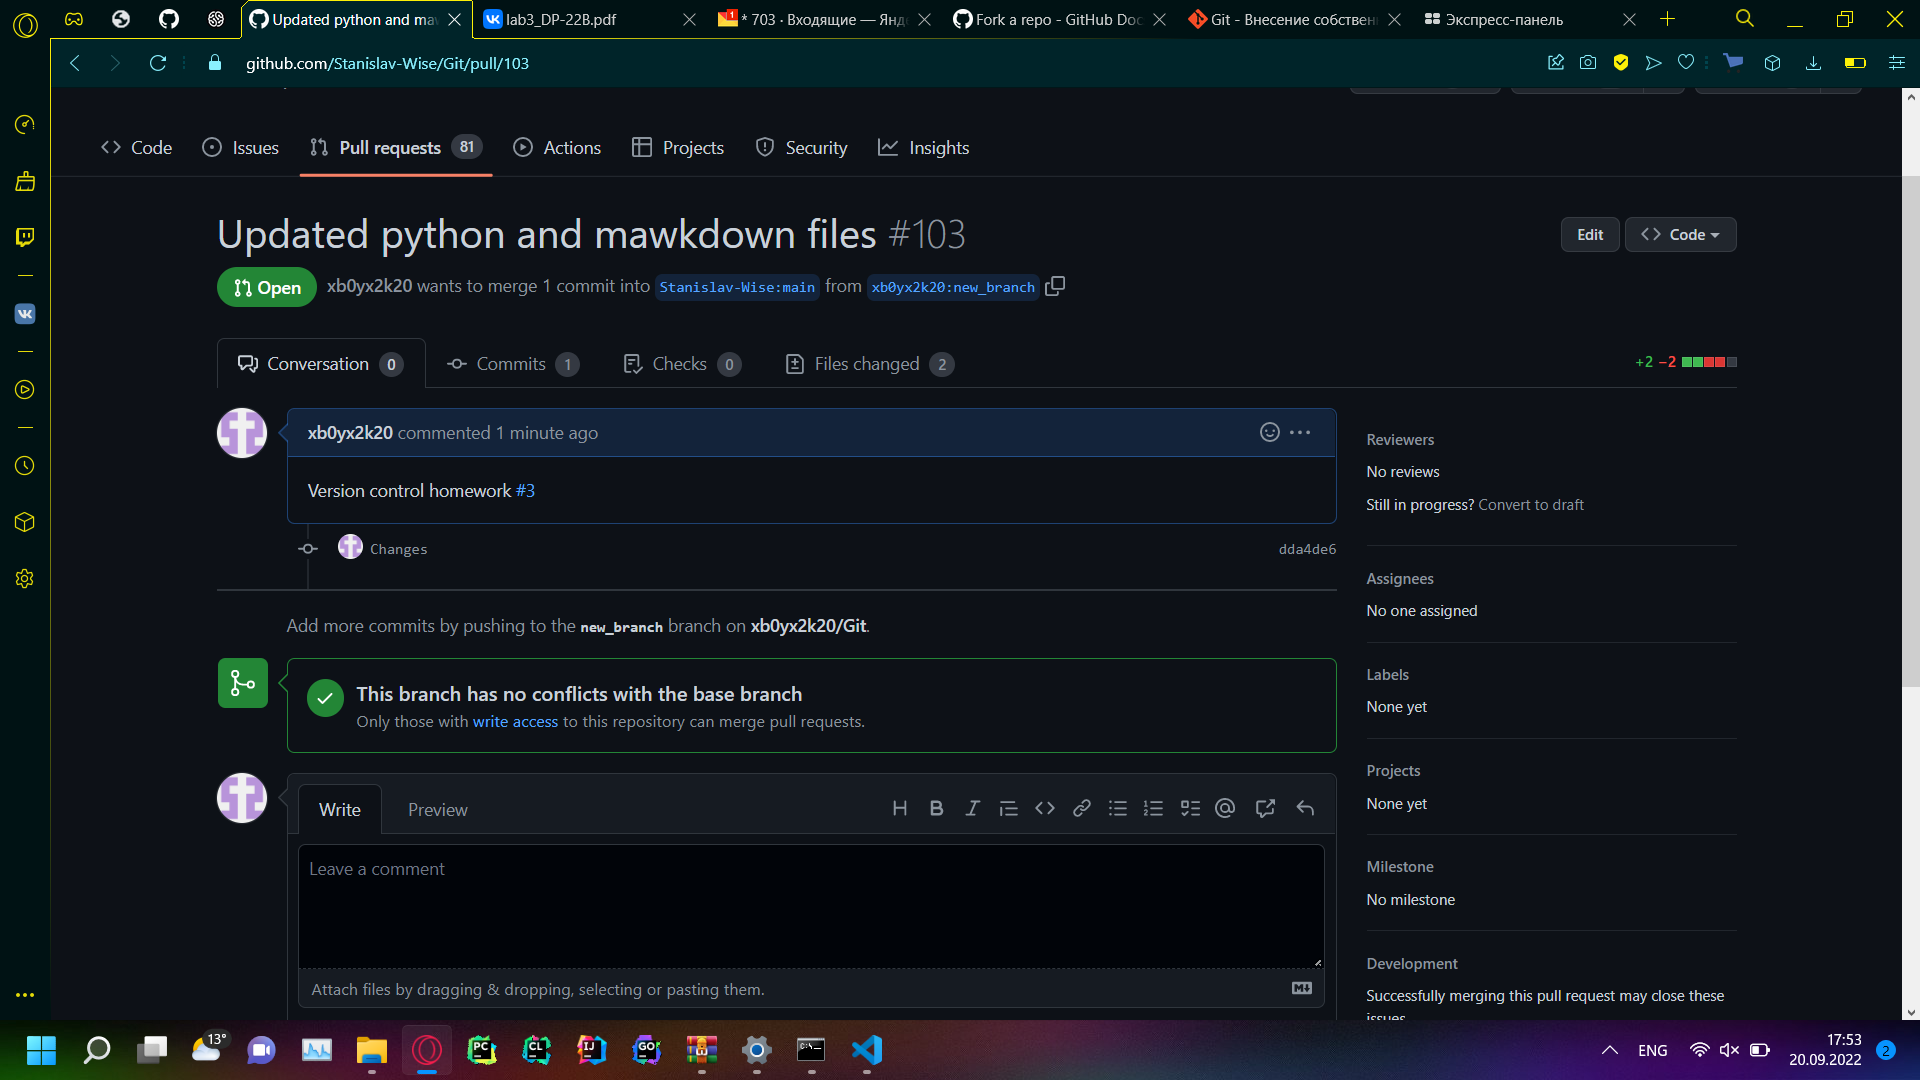 Updated python and maw
lab3_DP-22B.pdf
* 703 · Входящие — Янд
Fork a repo - GitHub Doc
Git - Внесение собствен
Экспресс-панель
github.com/Stanislav-Wise/Git/pull/103
Code
Issues
Pull requests 81
Actions
Projects
Security
Insights
Updated python and mawkdown files #103
Edit
Code
Open
xb0yx2k20 wants to merge 1 commit into Stanislav-Wise:main from xb0yx2k20:new_branch
Conversation 0
Commits 1
Checks 0
Files changed 2
+2 −2
xb0yx2k20 commented 1 minute ago
Version control homework #3
Changes
dda4de6
Add more commits by pushing to the new_branch branch on xb0yx2k20/Git.
This branch has no conflicts with the base branch
Only those with write access to this repository can merge pull requests.
Write
Preview
Leave a comment
Attach files by dragging & dropping, selecting or pasting them.
Reviewers
No reviews
Still in progress? Convert to draft
Assignees
No one assigned
Labels
None yet
Projects
None yet
Milestone
No milestone
Development
Successfully merging this pull request may close these
issues.
13°
PC
CL
IJ
GO
ENG
17:53
20.09.2022
2